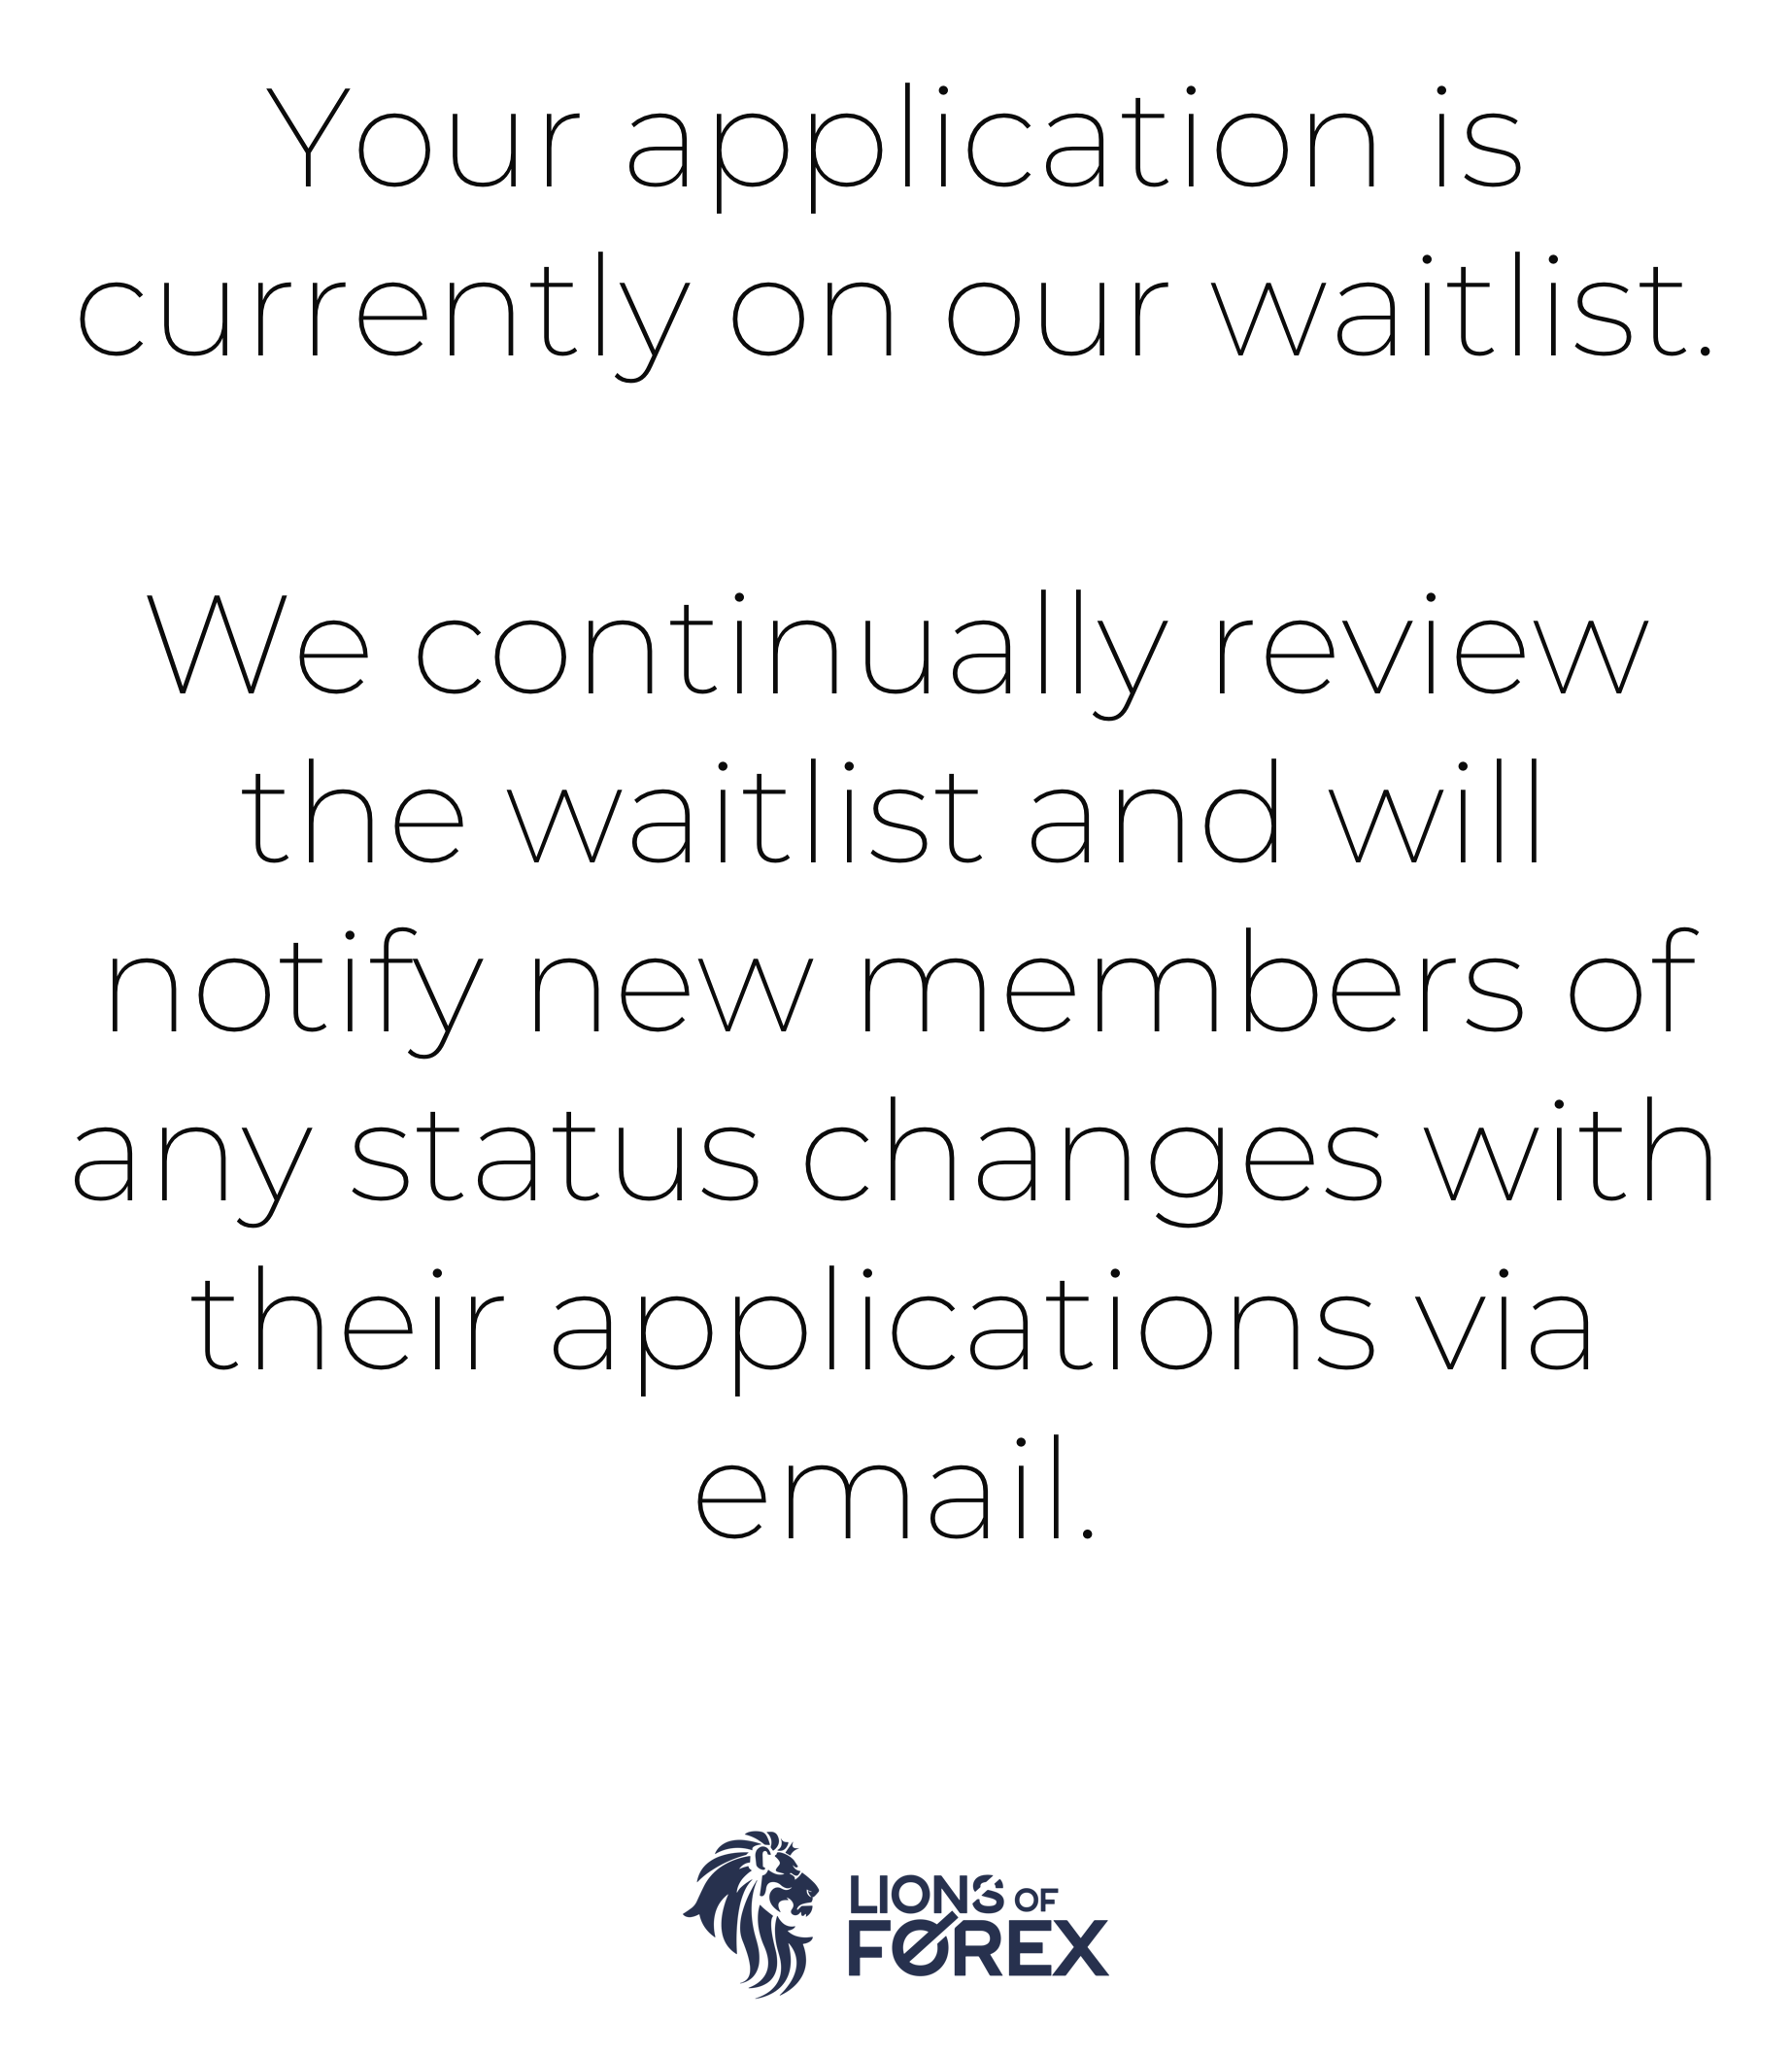 Your application is
currently on our waitlist.
We continually review
the waitlist and will
notify new members of
any status changes with
their applications via
email.
LIONS OF
FOREX